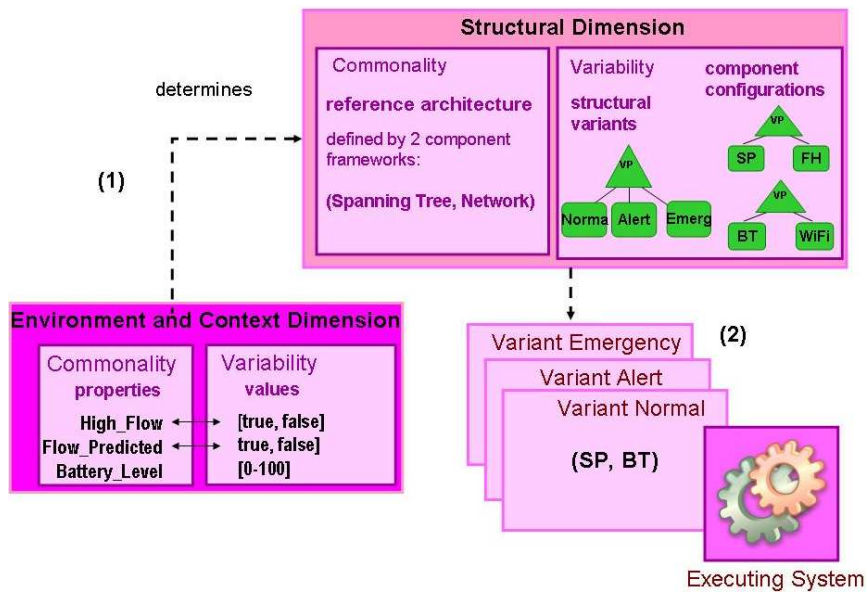 Structural Dimension
Commonality
reference architecture
defined by 2 component
frameworks:
(Spanning Tree, Network)
Variability
structural
variants
VP
Norma
Alert
Emerg
component
configurations
VP
SP
FH
VP
BT
WiFi
determines
(1)
Environment and Context Dimension
Commonality
properties
High_Flow
Flow_Predicted
Battery_Level
Variability
values
[true, false]
true, false]
[0-100]
(2)
Variant Emergency
Variant Alert
Variant Normal
(SP, BT)
Executing System